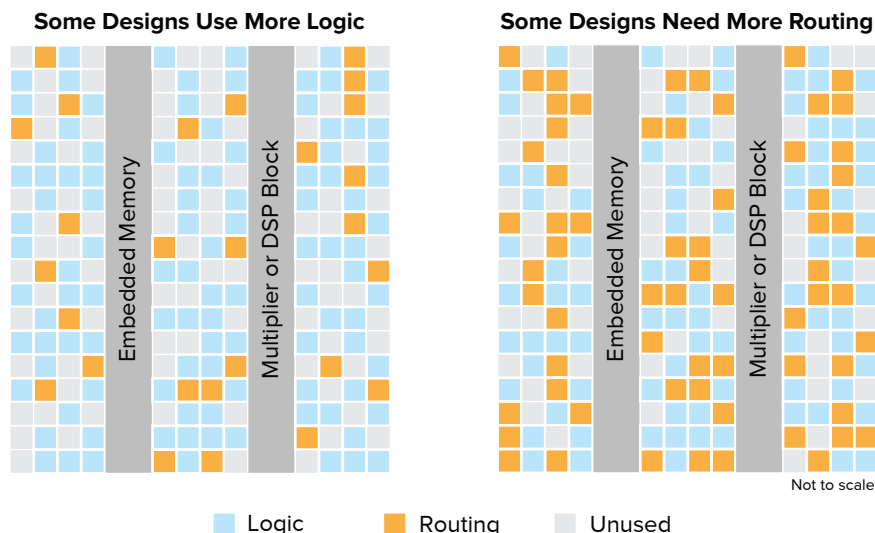 Some Designs Use More Logic
Some Designs Need More Routing
Embedded Memory
Multiplier or DSP Block
Embedded Memory
Multiplier or DSP Block
Not to scale
Logic
Routing
Unused